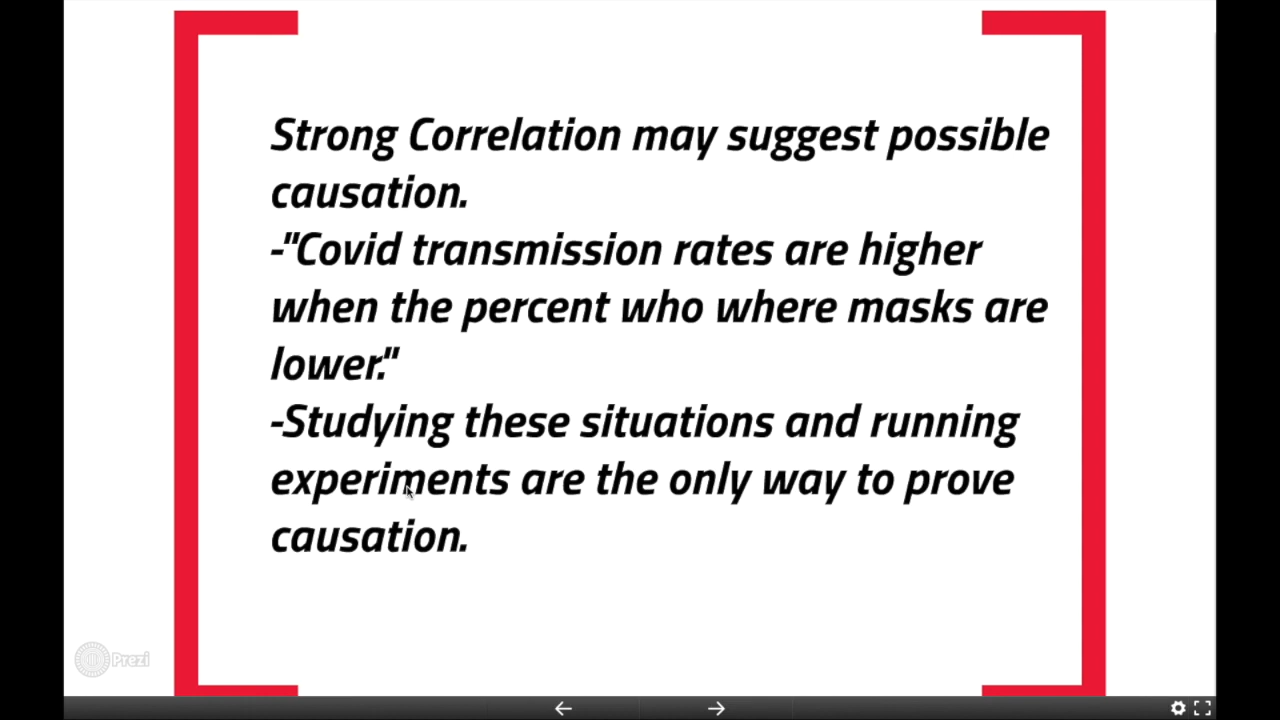 Strong Correlation may suggest possible
causation.
-"Covid transmission rates are higher
when the percent who where masks are
lower."
-Studying these situations and running
experiments are the only way to prove
causation.
Prezi